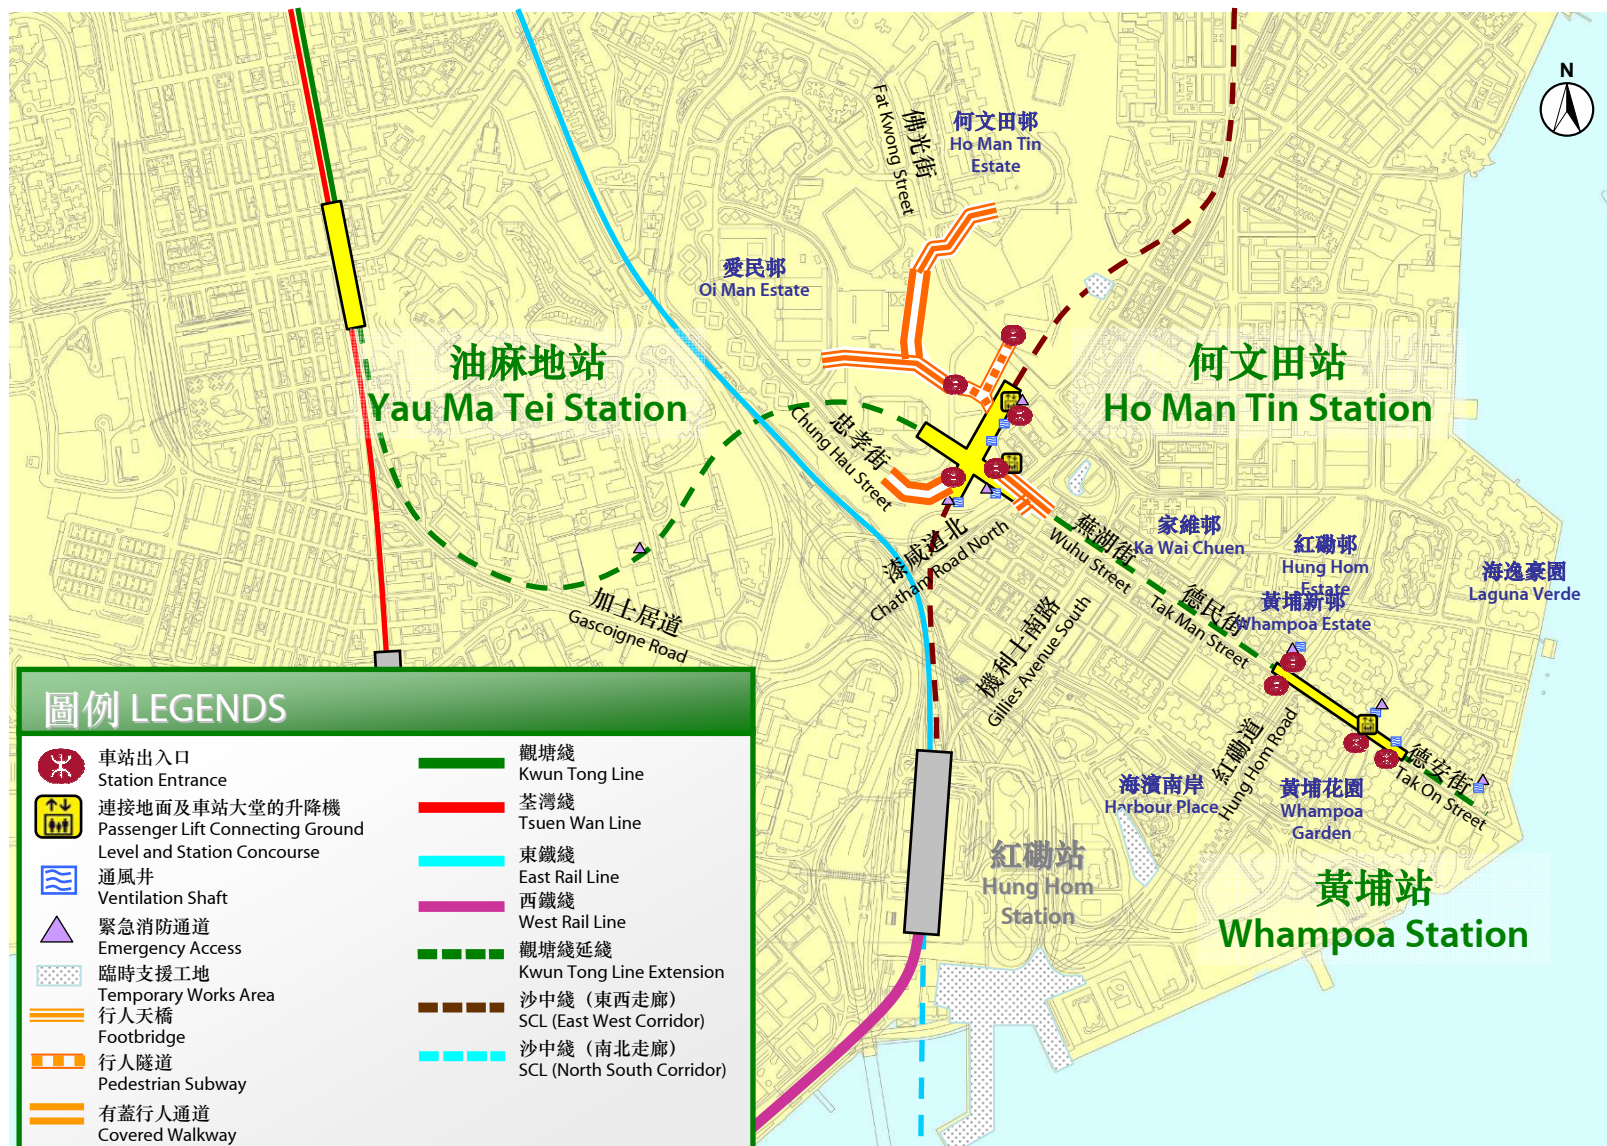 N
佛光街
Fat Kwong Street
何文田邨
Ho Man Tin
Estate
愛民邨
Oi Man Estate
油麻地站
Yau Ma Tei Station
何文田站
Ho Man Tin Station
忠孝街
Chung Hau Street
漆咸道北
Chatham Road North
蕪湖街
Wuhu Street
家維邨
Ka Wai Chuen
紅磡邨
Hung Hom
Estate
海逸豪園
Laguna Verde
德民街
Tak Man Street
黃埔新邨
Whampoa Estate
加士居道
Gascoigne Road
機利士南路
Gillies Avenue South
紅磡道
Hung Hom Road
德安街
Tak On Street
海濱南岸
Harbour Place
黃埔花園
Whampoa
Garden
紅磡站
Hung Hom
Station
黃埔站
Whampoa Station
圖例 LEGENDS
車站出入口
Station Entrance
連接地面及車站大堂的升降機
Passenger Lift Connecting Ground
Level and Station Concourse
通風井
Ventilation Shaft
緊急消防通道
Emergency Access
臨時支援工地
Temporary Works Area
行人天橋
Footbridge
行人隧道
Pedestrian Subway
有蓋行人通道
Covered Walkway
觀塘綫
Kwun Tong Line
荃灣綫
Tsuen Wan Line
東鐵綫
East Rail Line
西鐵綫
West Rail Line
觀塘綫延綫
Kwun Tong Line Extension
沙中綫（東西走廊）
SCL (East West Corridor)
沙中綫（南北走廊）
SCL (North South Corridor)